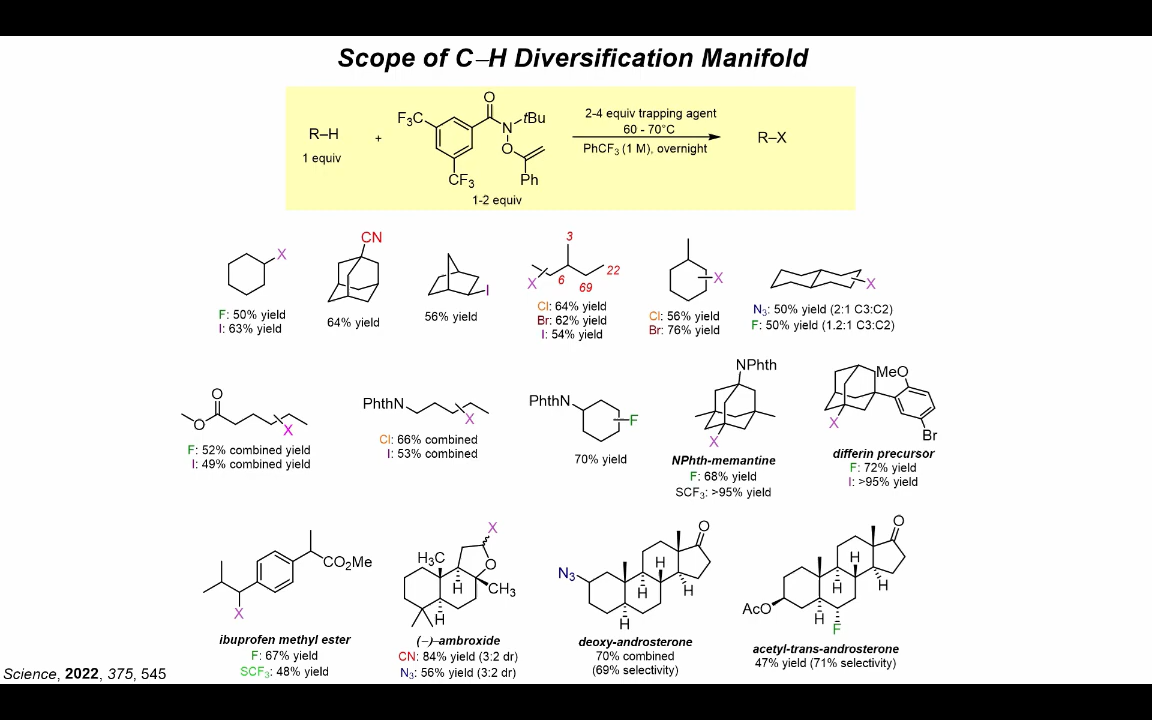 Scope of C–H Diversification Manifold
R–H
1 equiv
+
F₃C
O
N
tBu
O
CF₃
Ph
1-2 equiv
2-4 equiv trapping agent
60 - 70°C
PhCF₃ (1 M), overnight
R–X
X
F: 50% yield
I: 63% yield
CN
64% yield
I
56% yield
3
22
X
6
69
Cl: 64% yield
Br: 62% yield
I: 54% yield
X
Cl: 56% yield
Br: 76% yield
X
N₃: 50% yield (2:1 C3:C2)
F: 50% yield (1.2:1 C3:C2)
O
O
X
F: 52% combined yield
I: 49% combined yield
PhthN
X
Cl: 66% combined
I: 53% combined
PhthN
F
70% yield
NPhth
X
NPhth-memantine
F: 68% yield
SCF₃: >95% yield
MeO
X
Br
differin precursor
F: 72% yield
I: >95% yield
CO₂Me
X
ibuprofen methyl ester
F: 67% yield
SCF₃: 48% yield
X
H₃C
O
H
CH₃
H
(–)–ambroxide
CN: 84% yield (3:2 dr)
N₃: 56% yield (3:2 dr)
O
N₃
H
H
H
H
deoxy-androsterone
70% combined
(69% selectivity)
O
H
H
H
AcO
H
F
acetyl-trans-androsterone
47% yield (71% selectivity)
Science, 2022, 375, 545